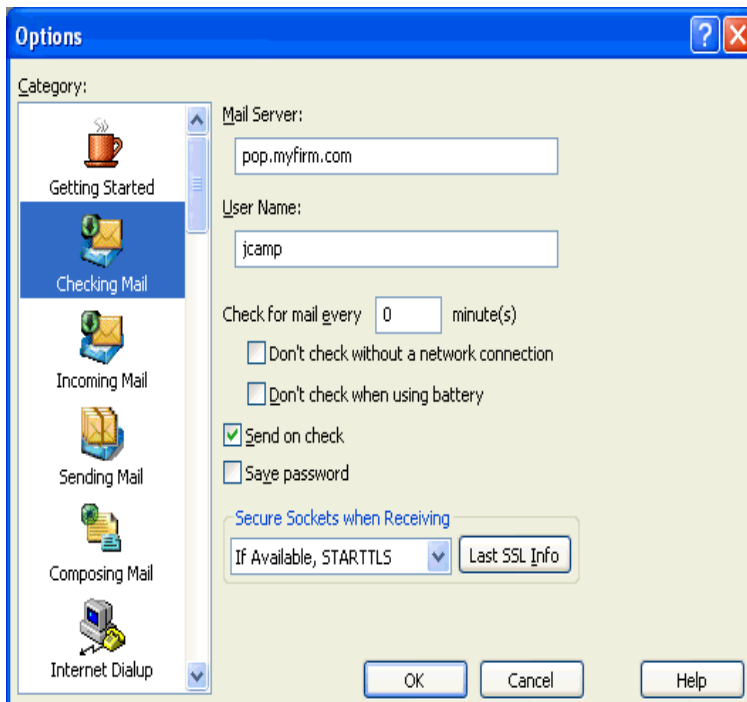 Options
Category:
Getting Started
Checking Mail
Incoming Mail
Sending Mail
Composing Mail
Internet Dialup
Mail Server:
pop.myfirm.com
User Name:
jcamp
Check for mail every 0 minute(s)
Don't check without a network connection
Don't check when using battery
Send on check
Save password
Secure Sockets when Receiving
If Available, STARTTLS Last SSL Info
OK Cancel Help